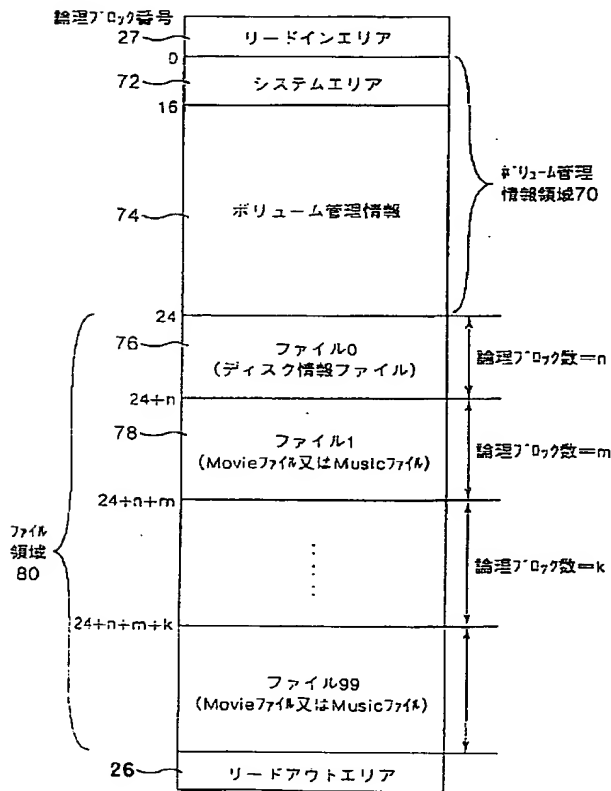 論理ブロック番号
27
リードインエリア
0
72
システムエリア
16
74
ボリューム管理情報
ボリューム管理
情報領域70
24
76
ファイル0
(ディスク情報ファイル)
論理ブロック数=n
24+n
78
ファイル1
(Movieファイル又はMusicファイル)
論理ブロック数=m
24+n+m
ファイル
領域
80
論理ブロック数=k
24+n+m+k
ファイル99
(Movieファイル又はMusicファイル)
26
リードアウトエリア